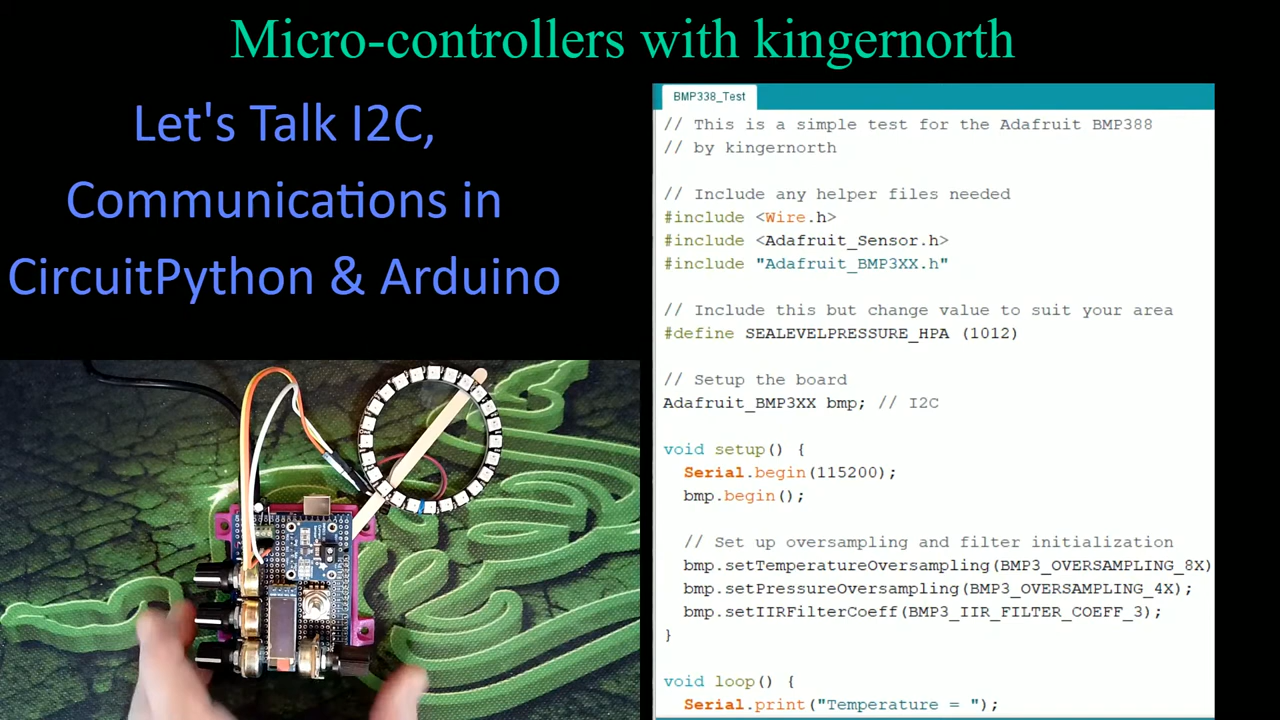 Micro-controllers with kingernorth
Let's Talk I2C,
Communications in
CircuitPython & Arduino
BMP338_Test
// This is a simple test for the Adafruit BMP388
// by kingernorth
// Include any helper files needed
#include <Wire.h>
#include <Adafruit_Sensor.h>
#include "Adafruit_BMP3XX.h"
// Include this but change value to suit your area
#define SEALEVELPRESSURE_HPA (1012)
// Setup the board
Adafruit_BMP3XX bmp; // I2C
void setup() {
Serial.begin(115200);
bmp.begin();
// Set up oversampling and filter initialization
bmp.setTemperatureOversampling(BMP3_OVERSAMPLING_8X)
bmp.setPressureOversampling(BMP3_OVERSAMPLING_4X);
bmp.setIIRFilterCoeff(BMP3_IIR_FILTER_COEFF_3);
}
void loop() {
Serial.print("Temperature = ");